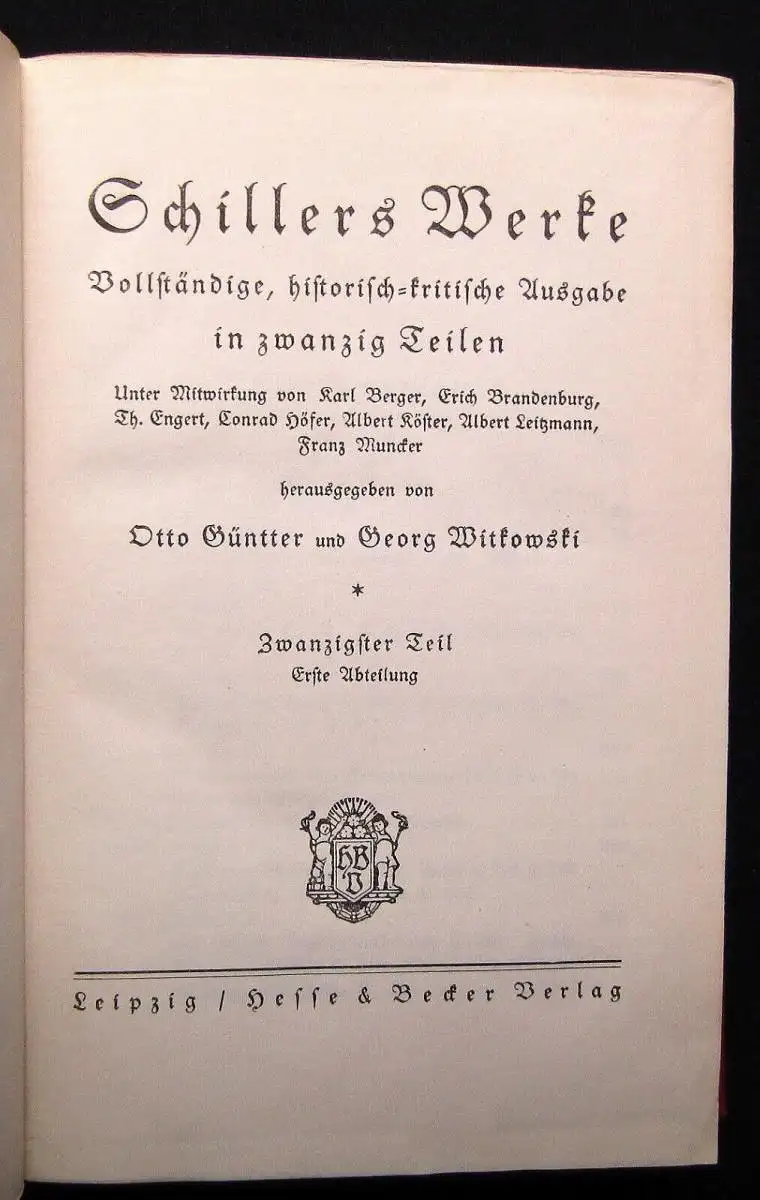 Schillers Werke
Vollständige, historisch-kritische Ausgabe
in zwanzig Teilen
Unter Mitwirkung von Karl Berger, Erich Brandenburg,
Th. Engert, Conrad Höfer, Albert Köster, Albert Leitzmann,
Franz Muncker
herausgegeben von
Otto Güntter und Georg Witkowski
*
Zwanzigster Teil
Erste Abteilung
HB
V
Leipzig / Hesse & Becker Verlag